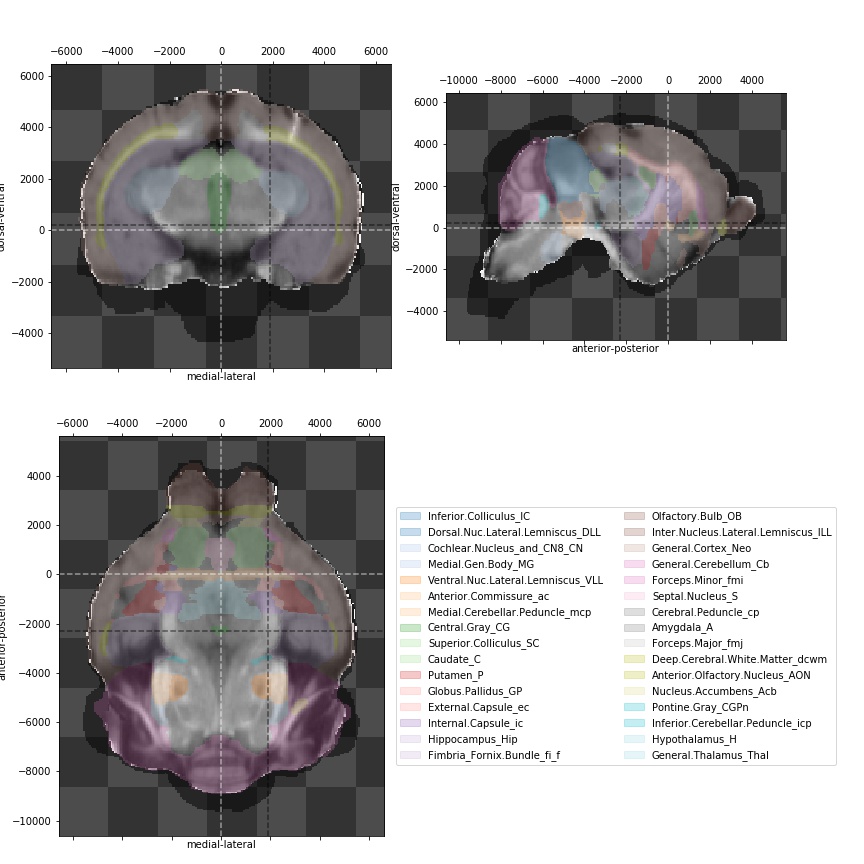 −6000 −4000 −2000 0 2000 4000 6000
6000
4000
2000
0
−2000
−4000
dorsal-ventral
medial-lateral
−10000 −8000 −6000 −4000 −2000 0 2000 4000
6000
4000
2000
0
−2000
−4000
dorsal-ventral
anterior-posterior
−6000 −4000 −2000 0 2000 4000 6000
4000
2000
0
−2000
−4000
−6000
−8000
−10000
anterior-posterior
medial-lateral
Inferior.Colliculus_IC
Dorsal.Nuc.Lateral.Lemniscus_DLL
Cochlear.Nucleus_and_CN8_CN
Medial.Gen.Body_MG
Ventral.Nuc.Lateral.Lemniscus_VLL
Anterior.Commissure_ac
Medial.Cerebellar.Peduncle_mcp
Central.Gray_CG
Superior.Colliculus_SC
Caudate_C
Putamen_P
Globus.Pallidus_GP
External.Capsule_ec
Internal.Capsule_ic
Hippocampus_Hip
Fimbria_Fornix.Bundle_fi_f
Olfactory.Bulb_OB
Inter.Nucleus.Lateral.Lemniscus_ILL
General.Cortex_Neo
General.Cerebellum_Cb
Forceps.Minor_fmi
Septal.Nucleus_S
Cerebral.Peduncle_cp
Amygdala_A
Forceps.Major_fmj
Deep.Cerebral.White.Matter_dcwm
Anterior.Olfactory.Nucleus_AON
Nucleus.Accumbens_Acb
Pontine.Gray_CGPn
Inferior.Cerebellar.Peduncle_icp
Hypothalamus_H
General.Thalamus_Thal